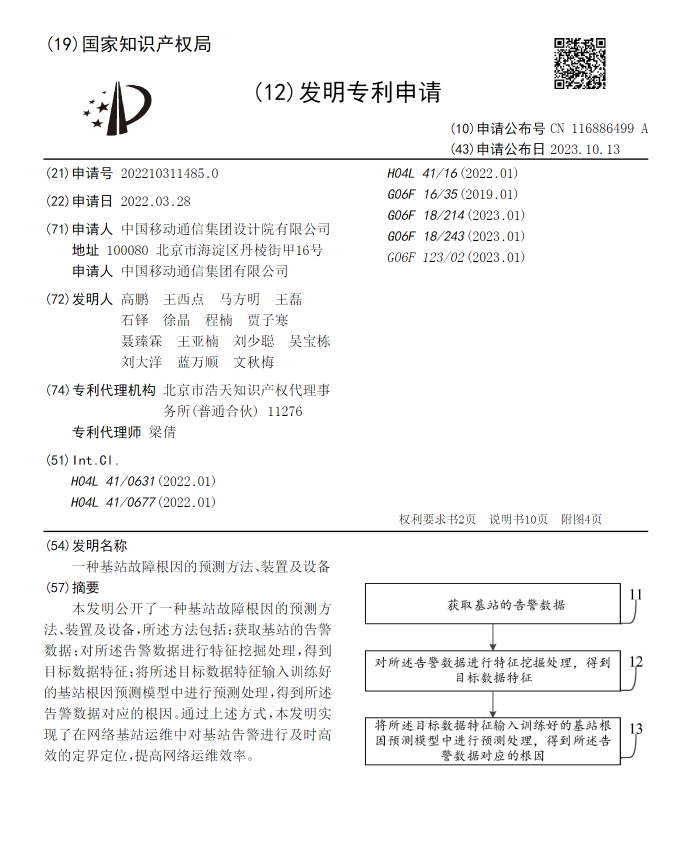 (19)国家知识产权局
(12)发明专利申请
(10)申请公布号 CN 116886499 A
(43)申请公布日 2023.10.13
(21)申请号 202210311485.0
(22)申请日 2022.03.28
(71)申请人 中国移动通信集团设计院有限公司
地址 100080 北京市海淀区丹棱街甲16号
申请人 中国移动通信集团有限公司
(72)发明人 高鹏 王西点 马方明 王磊
石铎 徐晶 程楠 贾子寒
聂臻霖 王亚楠 刘少聪 吴宝栋
刘大洋 蓝万顺 文秋梅
(74)专利代理机构 北京市浩天知识产权代理事
务所(普通合伙) 11276
专利代理师 梁倩
(51)Int.Cl.
H04L 41/0631(2022.01)
H04L 41/0677(2022.01)
H04L 41/16(2022.01)
G06F 16/35(2019.01)
G06F 18/214(2023.01)
G06F 18/243(2023.01)
G06F 123/02(2023.01)
权利要求书2页 说明书10页 附图4页
(54)发明名称
一种基站故障根因的预测方法、装置及设备
(57)摘要
本发明公开了一种基站故障根因的预测方
法、装置及设备,所述方法包括:获取基站的告警
数据;对所述告警数据进行特征挖掘处理,得到
目标数据特征;将所述目标数据特征输入训练好
的基站根因预测模型中进行预测处理,得到所述
告警数据对应的根因。通过上述方式,本发明实
现了在网络基站运维中对基站告警进行及时高
效的定界定位,提高网络运维效率。
获取基站的告警数据
11
对所述告警数据进行特征挖掘处理,得到
目标数据特征
12
将所述目标数据特征输入训练好的基站根
因预测模型中进行预测处理,得到所述告
警数据对应的根因
13